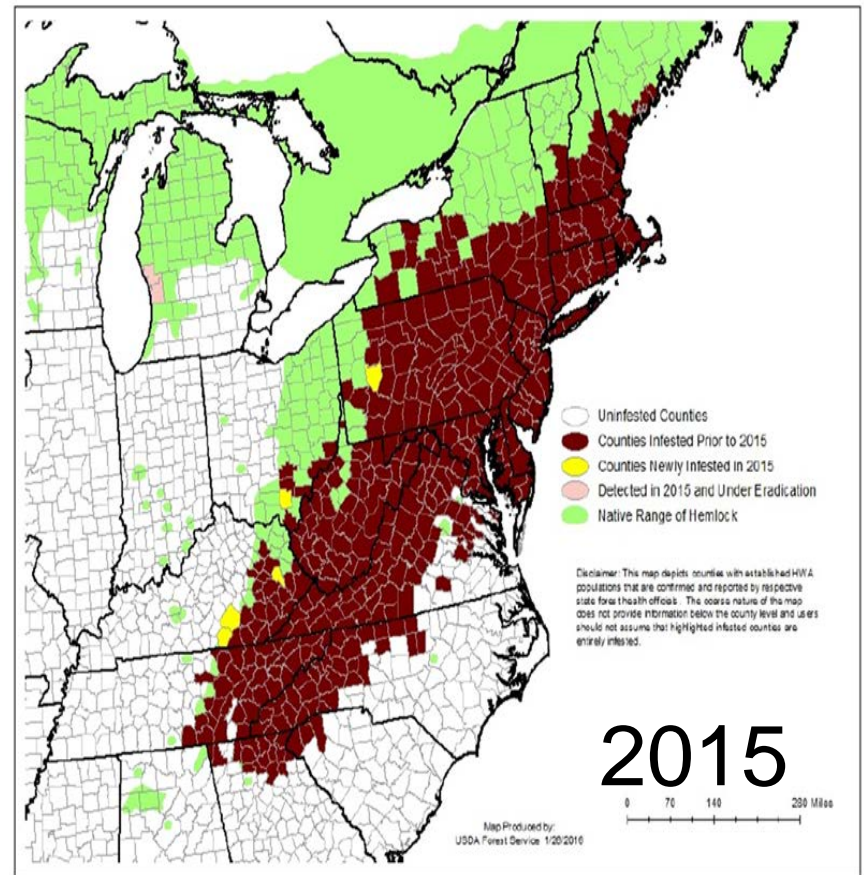 Uninfested Counties
Counties Infested Prior to 2015
Counties Newly Infested in 2015
Detected in 2015 and Under Eradication
Native Range of Hemlock
Disclaimer: This map depicts counties with established HWA
populations that are confirmed and reported by respective
state forest health officials. The coarse nature of the map
does not provide information below the county level and users
should not assume that highlighted infested counties are
entirely infested.
2015
0 70 140 280 Miles
Map Produced by:
USDA Forest Service 1/20/2016